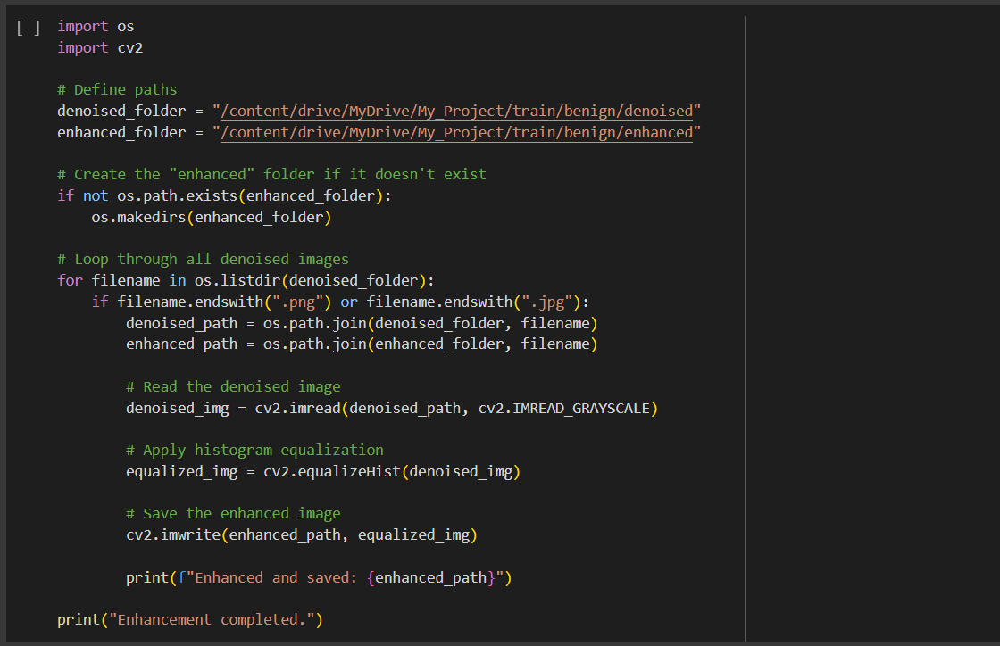 [ ] import os
import cv2
# Define paths
denoised_folder = "/content/drive/MyDrive/My_Project/train/benign/denoised"
enhanced_folder = "/content/drive/MyDrive/My_Project/train/benign/enhanced"
# Create the "enhanced" folder if it doesn't exist
if not os.path.exists(enhanced_folder):
    os.makedirs(enhanced_folder)
# Loop through all denoised images
for filename in os.listdir(denoised_folder):
    if filename.endswith(".png") or filename.endswith(".jpg"):
        denoised_path = os.path.join(denoised_folder, filename)
        enhanced_path = os.path.join(enhanced_folder, filename)
        # Read the denoised image
        denoised_img = cv2.imread(denoised_path, cv2.IMREAD_GRAYSCALE)
        # Apply histogram equalization
        equalized_img = cv2.equalizeHist(denoised_img)
        # Save the enhanced image
        cv2.imwrite(enhanced_path, equalized_img)
        print(f"Enhanced and saved: {enhanced_path}")
print("Enhancement completed.")